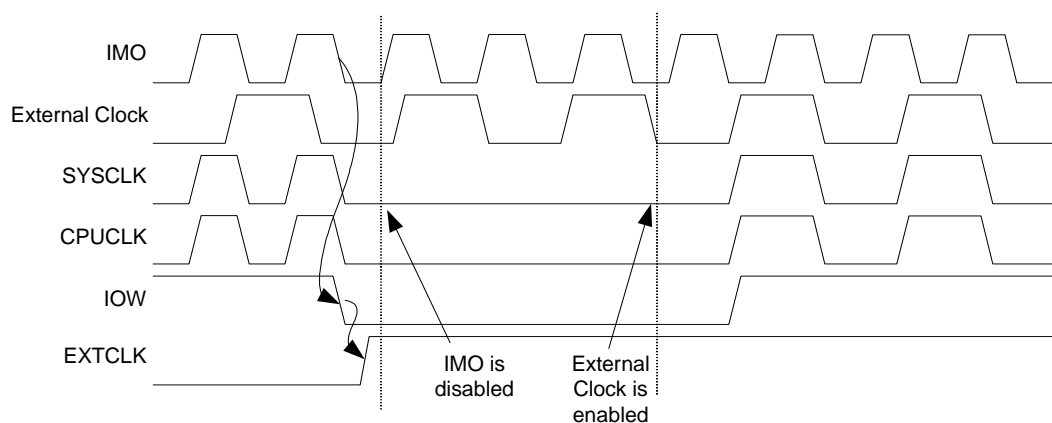 IMO
External Clock
SYSCLK
CPUCLK
IOW
EXTCLK
IMO is
disabled
External
Clock is
enabled